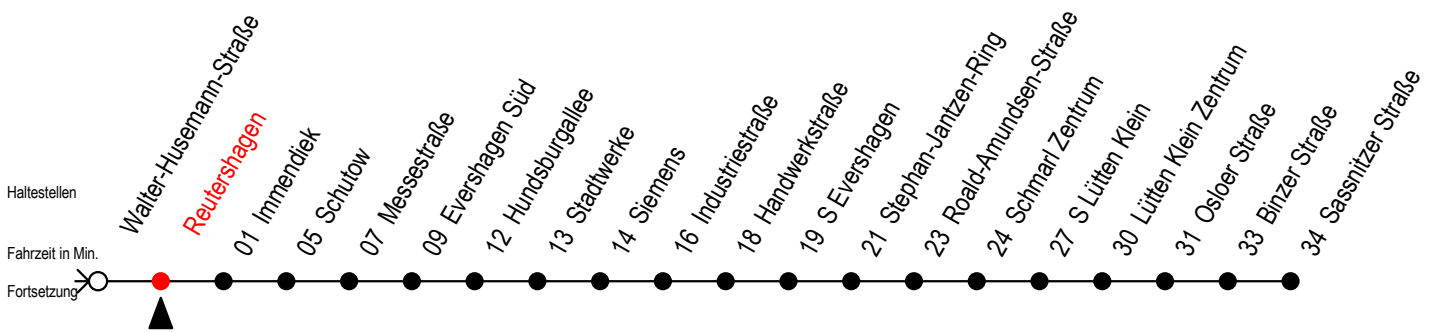 Haltestellen
Fahrzeit in Min.
Fortsetzung
Walter-Husemann-Straße
Reutershagen
01 Immendiek
05 Schutow
07 Messestraße
09 Evershagen Süd
12 Hundsburgallee
13 Stadtwerke
14 Siemens
16 Industriestraße
18 Handwerkstraße
19 S Evershagen
21 Stephan-Jantzen-Ring
23 Roald-Amundsen-Straße
24 Schmarl Zentrum
27 S Lütten Klein
30 Lütten Klein Zentrum
31 Osloer Straße
33 Binzer Straße
34 Sassnitzer Straße